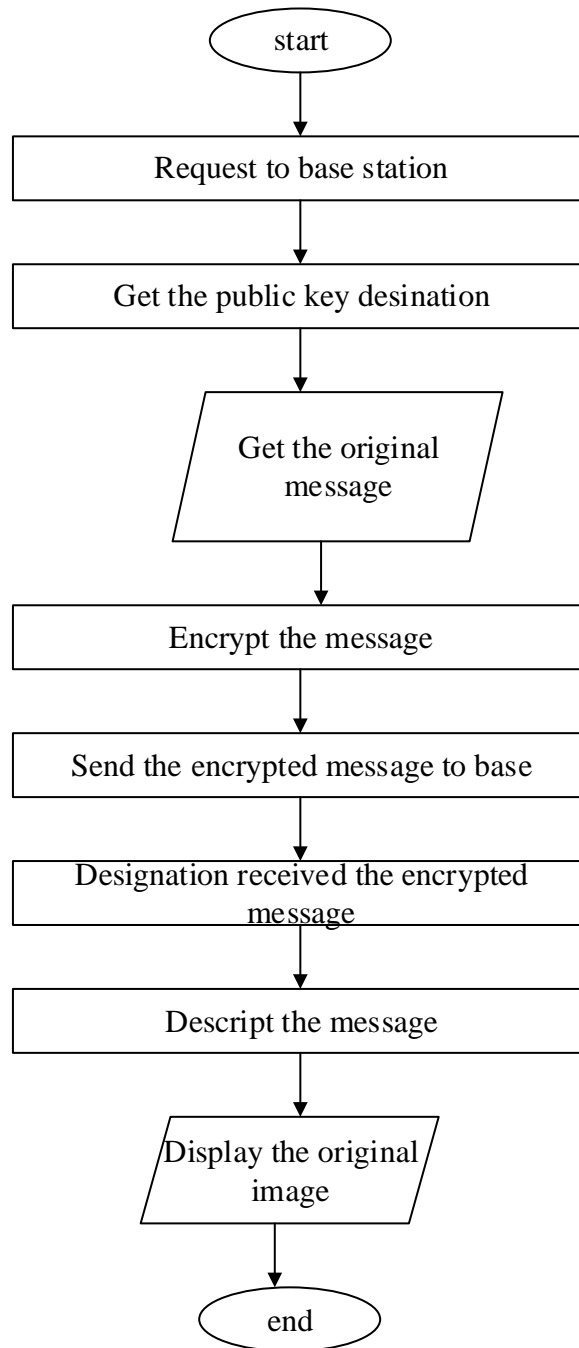 start
Request to base station
Get the public key desination
Get the original
message
Encrypt the message
Send the encrypted message to base
Designation received the encrypted
message
Descript the message
Display the original
image
end